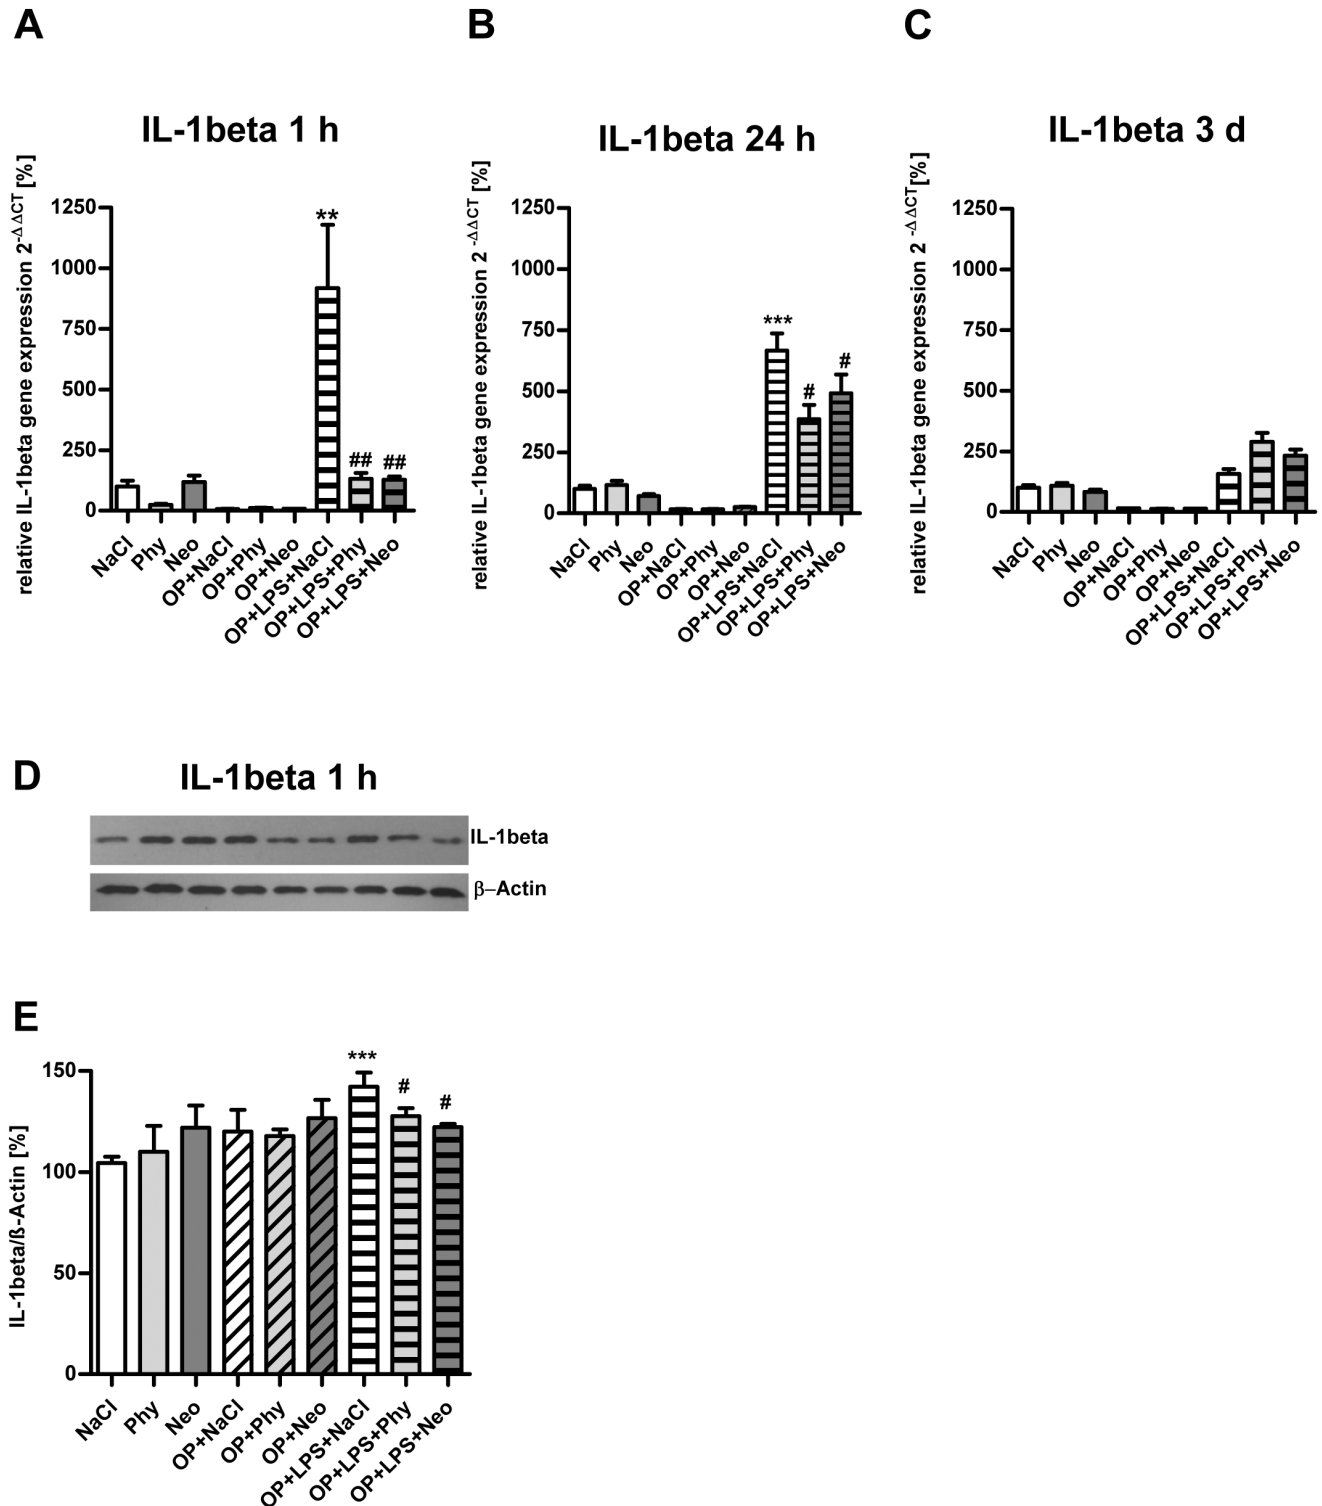 A
B
C
IL-1beta 1 h
IL-1beta 24 h
IL-1beta 3 d
relative IL-1beta gene expression 2-ΔΔCT [%]
1250
1000
750
500
250
0
**
##
##
NaCl
Phy
Neo
OP+NaCl
OP+Phy
OP+Neo
OP+LPS+NaCl
OP+LPS+Phy
OP+LPS+Neo
relative IL-1beta gene expression 2 -ΔΔCT [%]
1250
1000
750
500
250
0
***
#
#
NaCl
Phy
Neo
OP+NaCl
OP+Phy
OP+Neo
OP+LPS+NaCl
OP+LPS+Phy
OP+LPS+Neo
relative IL-1beta gene expression 2 -ΔΔCT[%]
1250
1000
750
500
250
0
NaCl
Phy
Neo
OP+NaCl
OP+Phy
OP+Neo
OP+LPS+NaCl
OP+LPS+Phy
OP+LPS+Neo
D
IL-1beta 1 h
IL-1beta
β–Actin
E
IL-1beta/ß-Actin [%]
150
100
50
0
***
#
#
NaCl
Phy
Neo
OP+NaCl
OP+Phy
OP+Neo
OP+LPS+NaCl
OP+LPS+Phy
OP+LPS+Neo